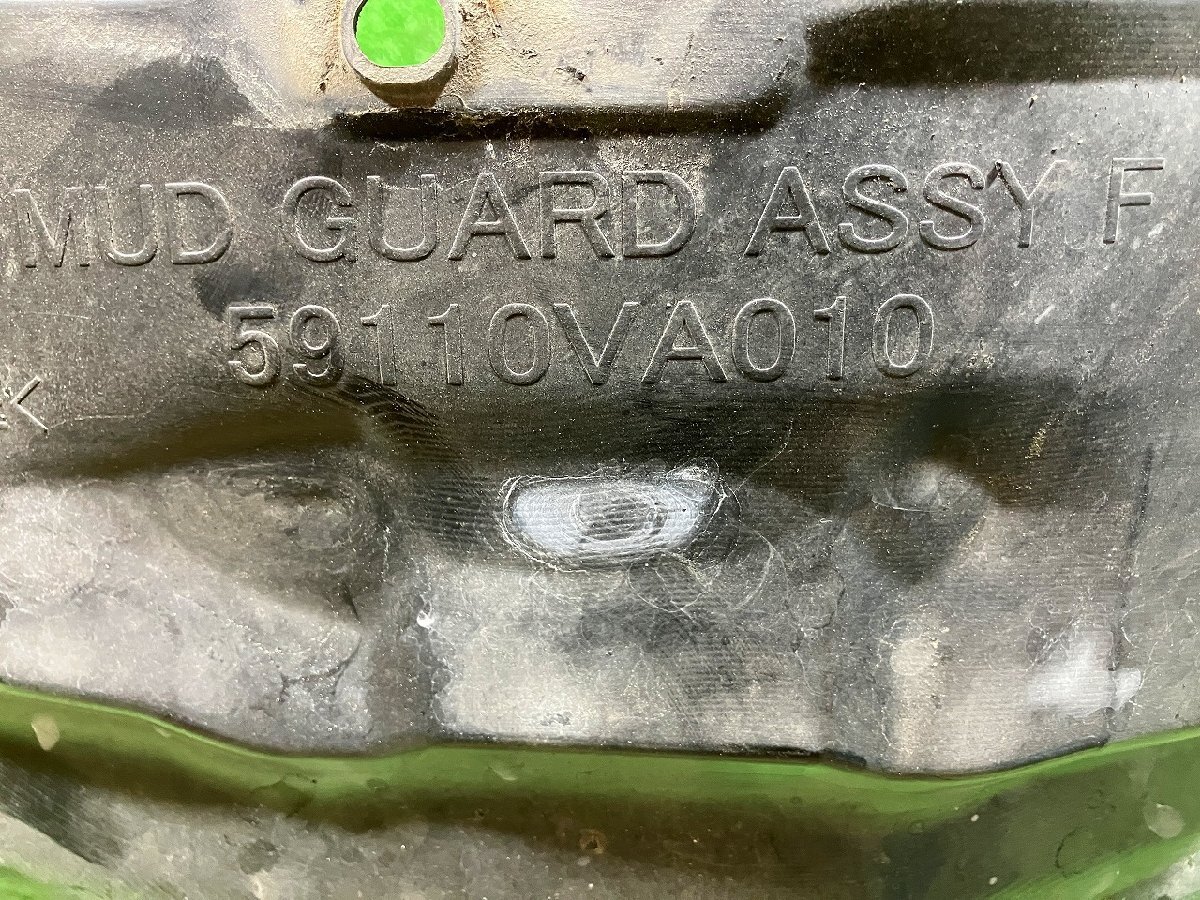 MUD GUARD ASSY F
59110VA010
K